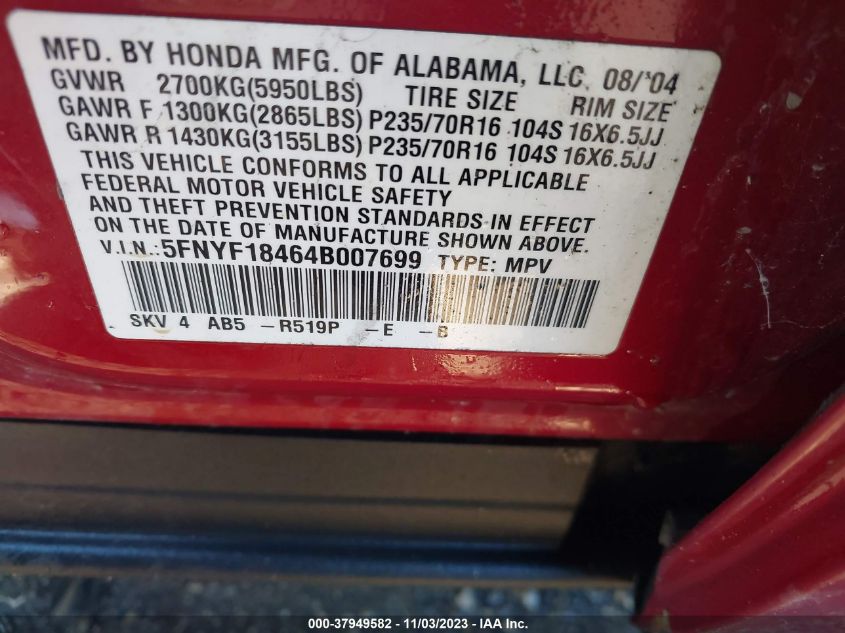 MFD. BY HONDA MFG. OF ALABAMA, LLC 08/'04
GVWR 2700KG(5950LBS) TIRE SIZE RIM SIZE
GAWR F 1300KG(2865LBS) P235/70R16 104S 16X6.5JJ
GAWR R 1430KG(3155LBS) P235/70R16 104S 16X6.5JJ
THIS VEHICLE CONFORMS TO ALL APPLICABLE
FEDERAL MOTOR VEHICLE SAFETY
AND THEFT PREVENTION STANDARDS IN EFFECT
ON THE DATE OF MANUFACTURE SHOWN ABOVE.
V.I.N.:5FNYF18464B007699 TYPE: MPV
SKV 4 AB5 -R519P -E -B
000-37949582 - 11/03/2023 - IAA Inc.